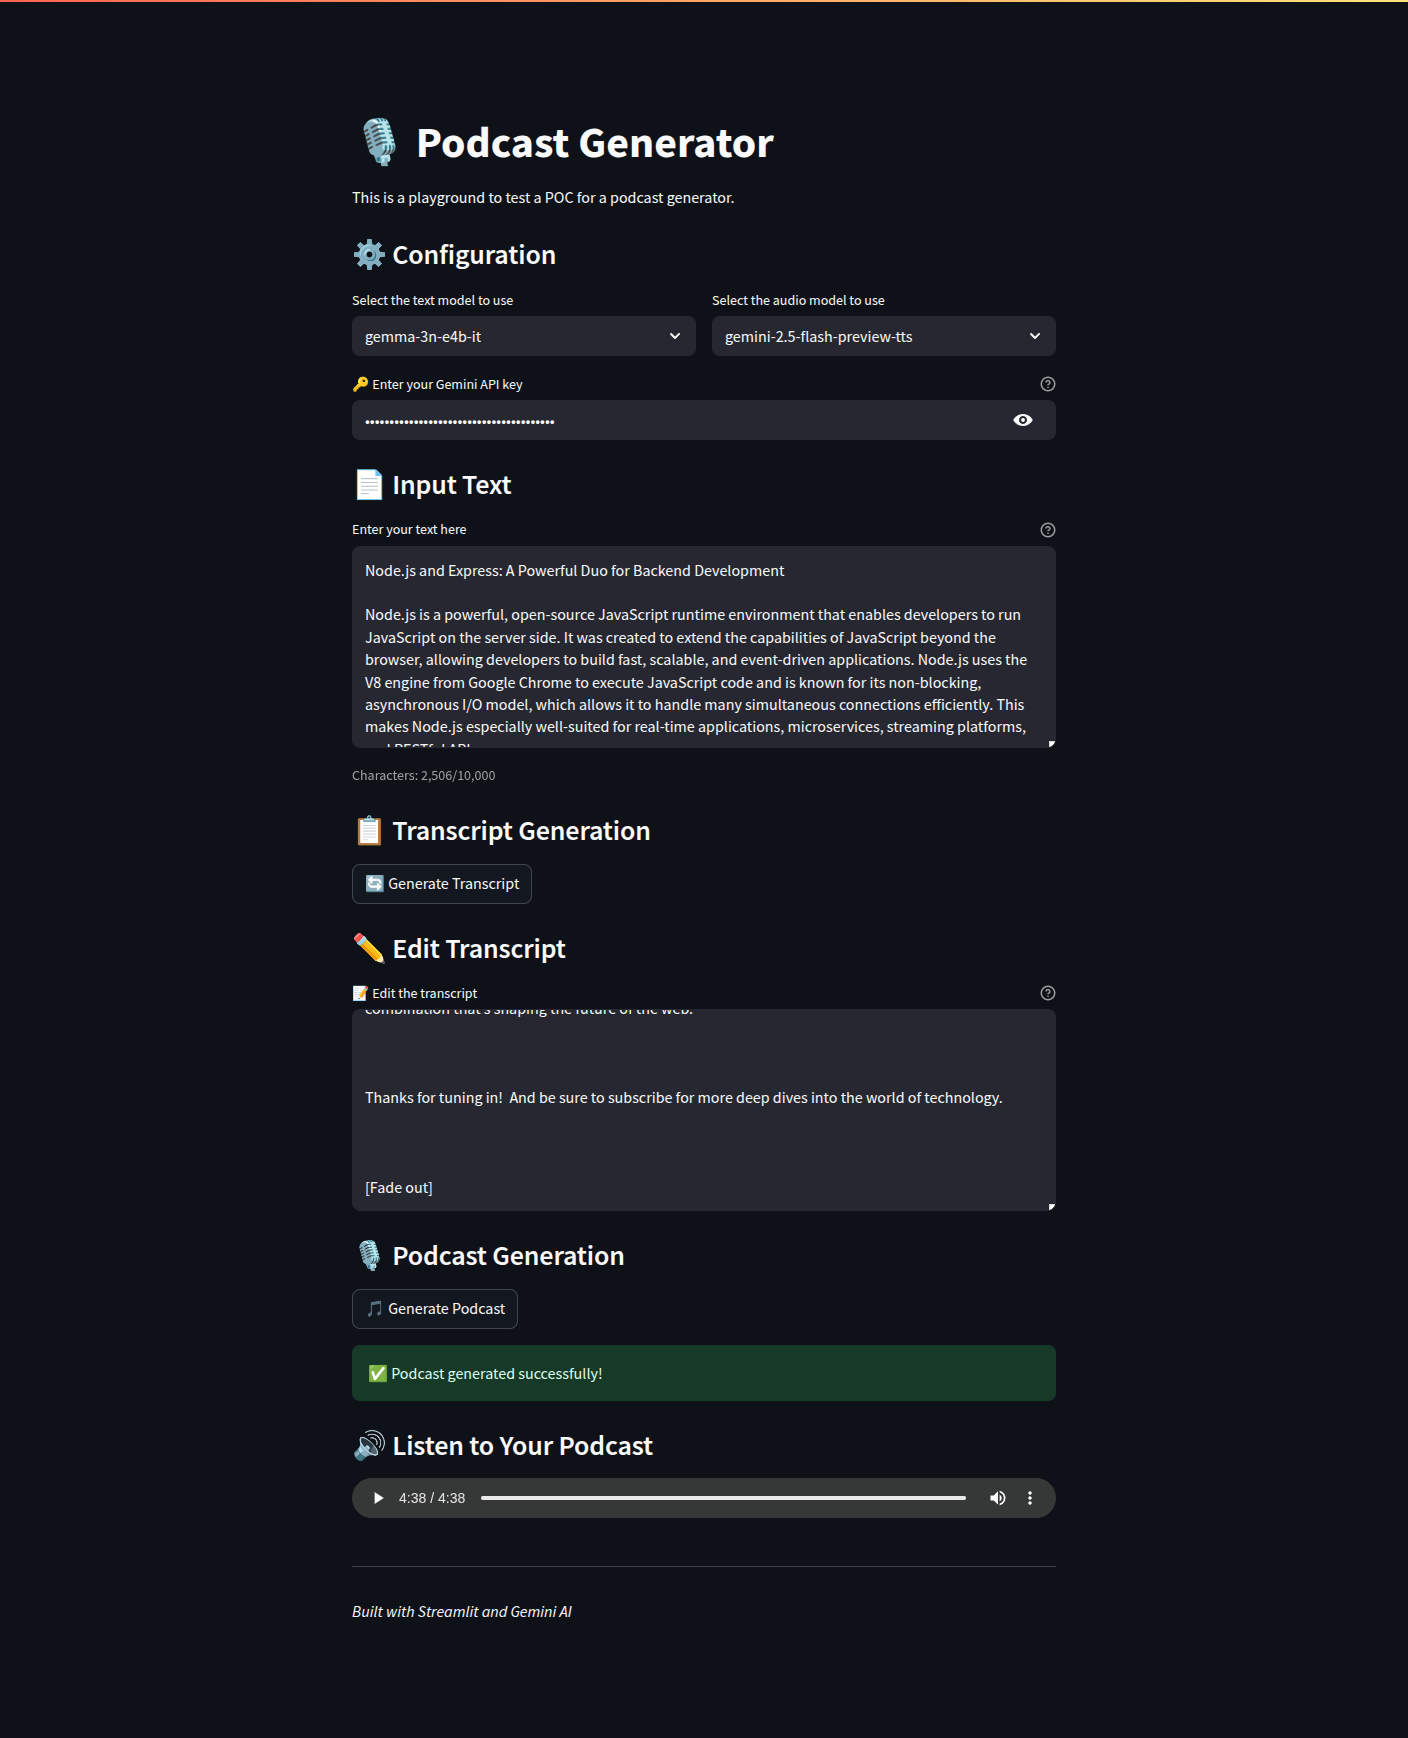 Podcast Generator
This is a playground to test a POC for a podcast generator.
Configuration
Select the text model to use
Select the audio model to use
gemma-3n-e4b-it
gemini-2.5-flash-preview-tts
Enter your Gemini API key
••••••••••••••••••••••••••••••••••••••••
Input Text
Enter your text here
Node.js and Express: A Powerful Duo for Backend Development
Node.js is a powerful, open-source JavaScript runtime environment that enables developers to run
JavaScript on the server side. It was created to extend the capabilities of JavaScript beyond the
browser, allowing developers to build fast, scalable, and event-driven applications. Node.js uses the
V8 engine from Google Chrome to execute JavaScript code and is known for its non-blocking,
asynchronous I/O model, which allows it to handle many simultaneous connections efficiently. This
makes Node.js especially well-suited for real-time applications, microservices, streaming platforms,
Characters: 2,506/10,000
Transcript Generation
Generate Transcript
Edit Transcript
Edit the transcript
combination that's shaping the future of the web.
Thanks for tuning in!  And be sure to subscribe for more deep dives into the world of technology.
[Fade out]
Podcast Generation
Generate Podcast
Podcast generated successfully!
Listen to Your Podcast
4:38 / 4:38
Built with Streamlit and Gemini AI